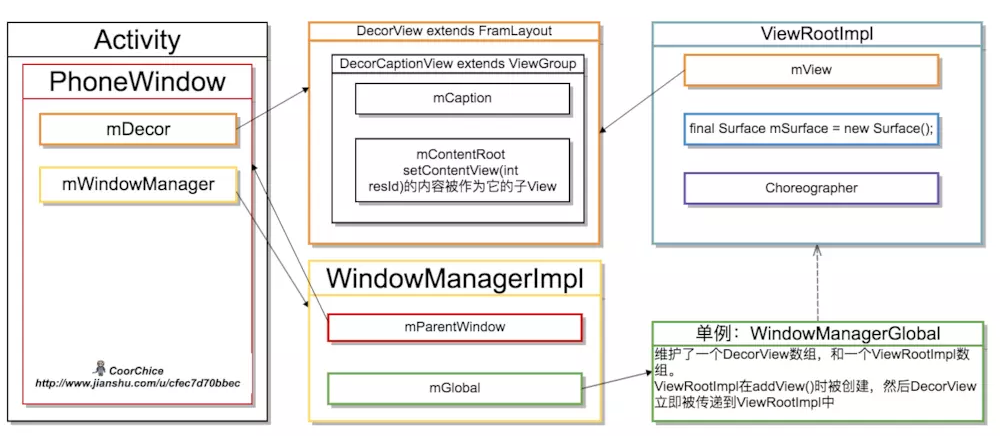 Activity
PhoneWindow
mDecor
mWindowManager
CoorChice
http://www.jianshu.com/u/cfec7d70bbec
DecorView extends FramLayout
DecorCaptionView extends ViewGroup
mCaption
mContentRoot
setContentView(int
resId)的内容被作为它的子View
WindowManagerImpl
mParentWindow
mGlobal
ViewRootImpl
mView
final Surface mSurface = new Surface();
Choreographer
单例：WindowManagerGlobal
维护了一个DecorView数组，和一个ViewRootImpl数
组。
ViewRootImpl在addView()时被创建，然后DecorView
立即被传递到ViewRootImpl中